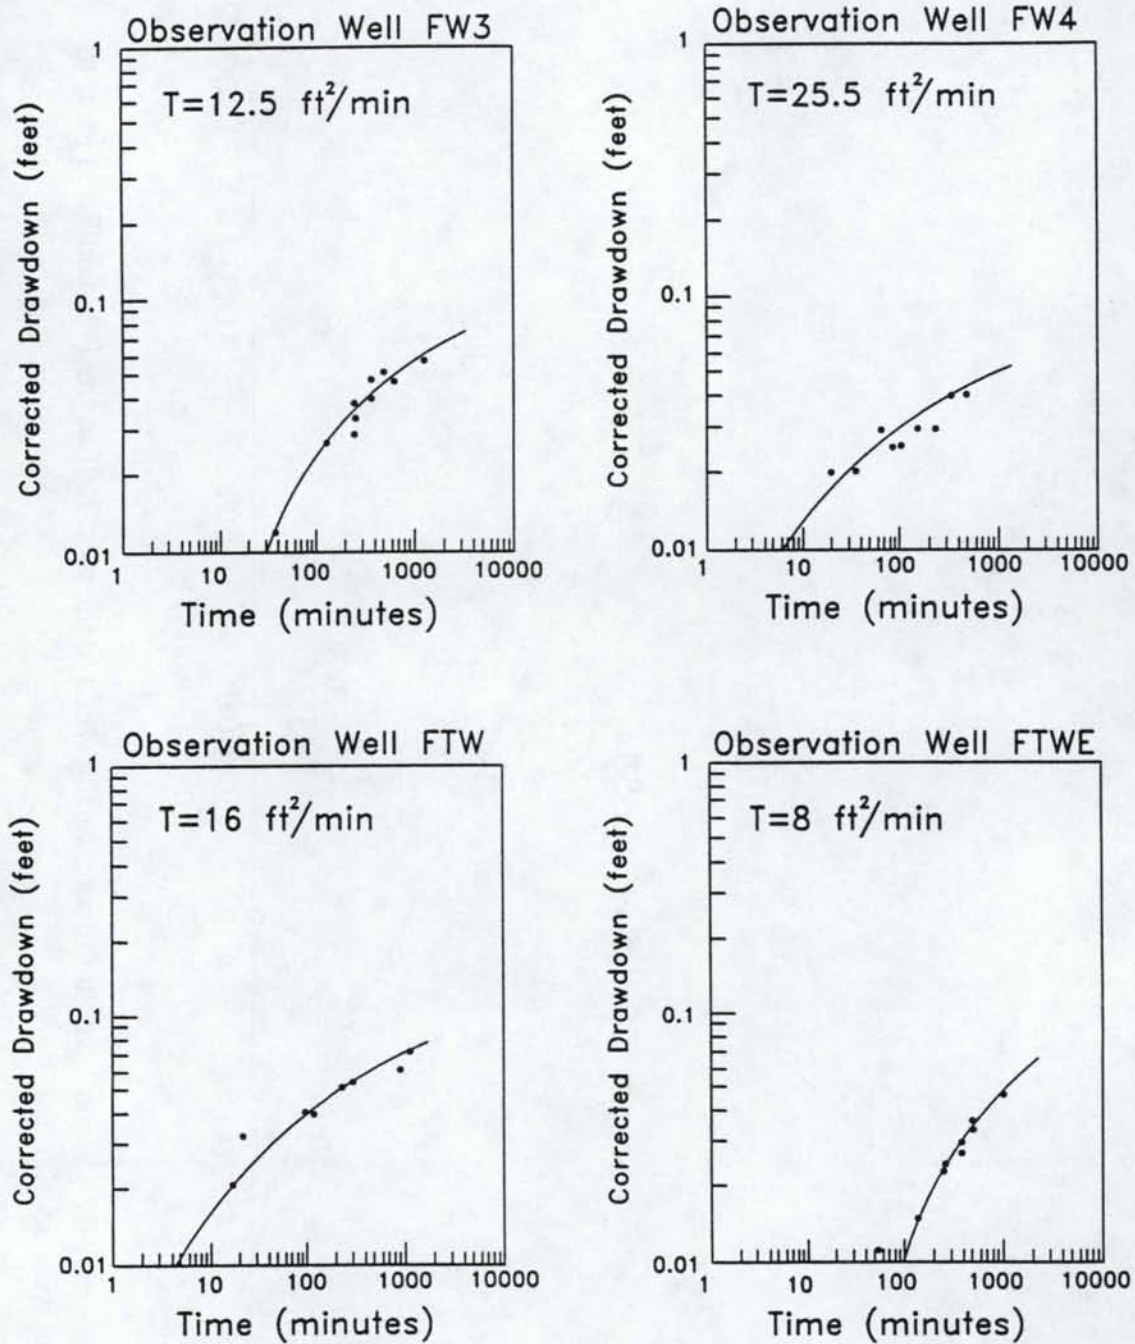 Observation Well FW3
T=12.5 ft²/min
Corrected Drawdown (feet)
1
0.1
0.01
1 10 100 1000 10000
Time (minutes)
Observation Well FW4
T=25.5 ft²/min
Corrected Drawdown (feet)
1
0.1
0.01
1 10 100 1000 10000
Time (minutes)
Observation Well FTW
T=16 ft²/min
Corrected Drawdown (feet)
1
0.1
0.01
1 10 100 1000 10000
Time (minutes)
Observation Well FTWE
T=8 ft²/min
Corrected Drawdown (feet)
1
0.1
0.01
1 10 100 1000 10000
Time (minutes)